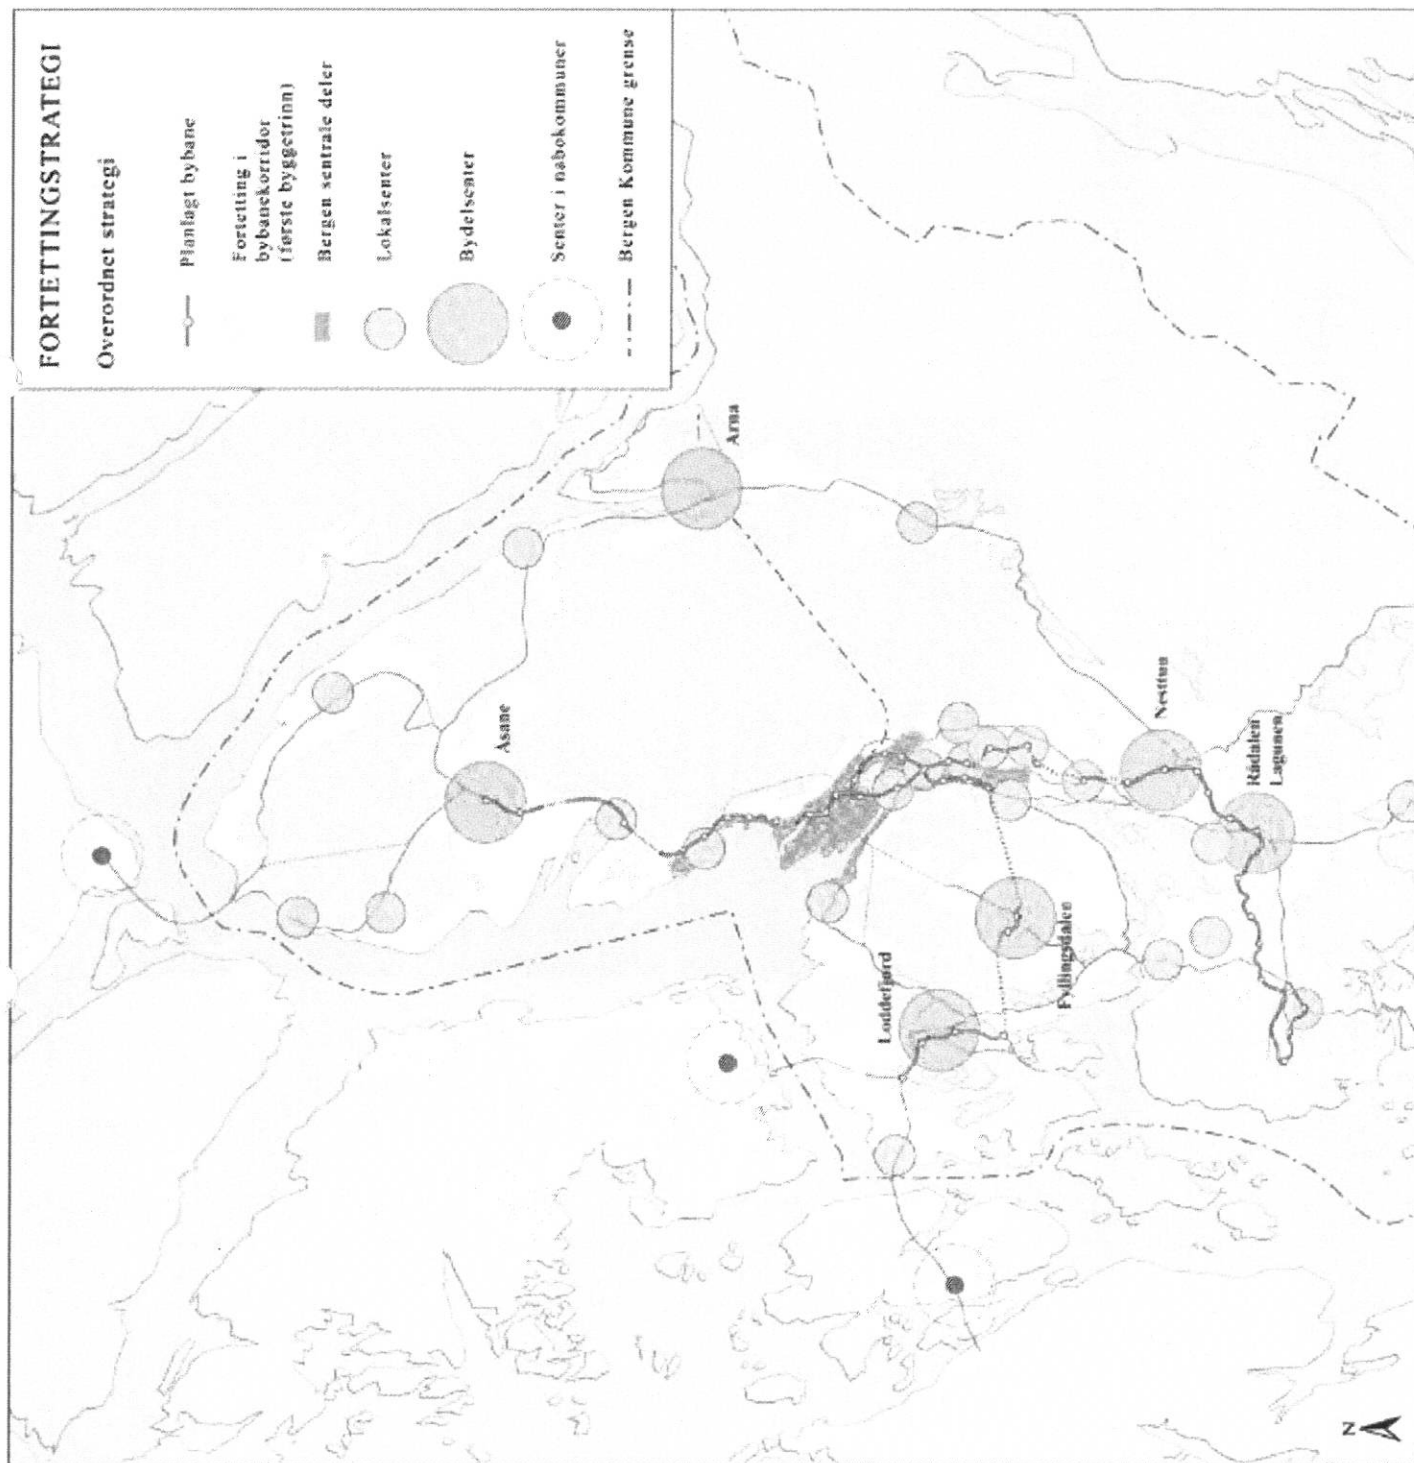 FORTETTINGSTRATEGI
Overordnet strategi
Planlagt bybane
Fortetting i
bybanekorridor
(første byggetrinn)
Bergen sentrale deler
Lokalsenter
Bydelsenter
Senter i nabokommuner
Bergen Kommune grense
Arna
Åsane
Nesttun
Rådalen
Lagunen
Loddefjord
Fyllingsdalen
N